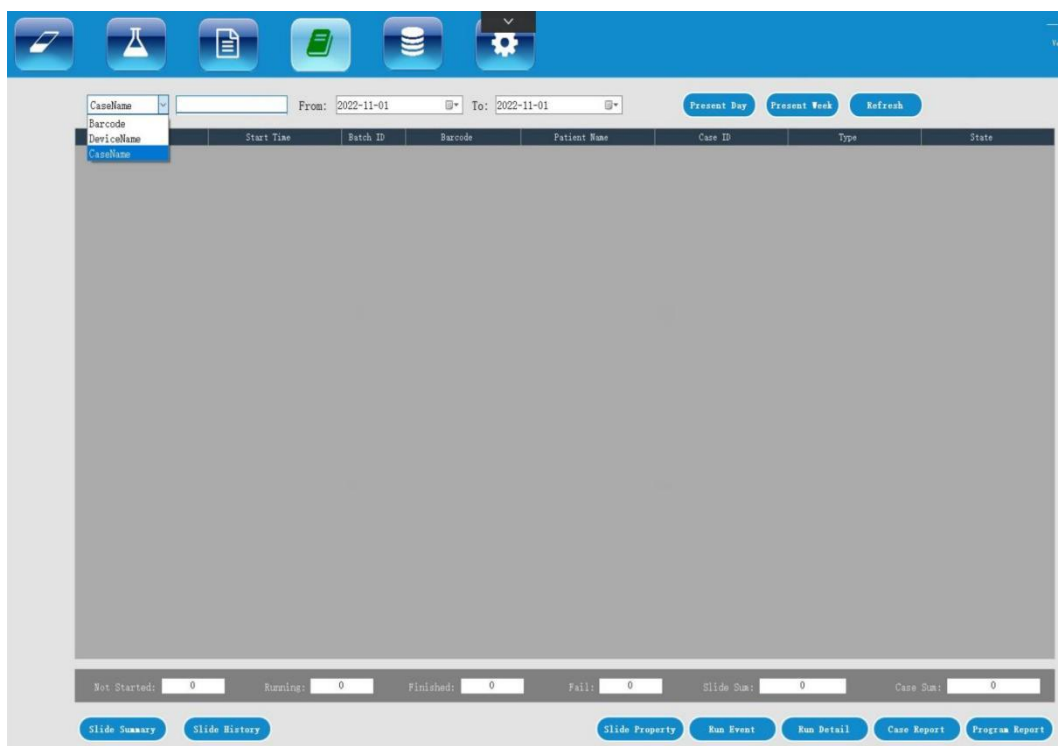 CaseName From: 2022-11-01 To: 2022-11-01 Present Day Present Week Refresh
Barcode
DeviceName Start Time Batch ID Barcode Patient Name Case ID Type State
CaseName
Not Started: 0 Running: 0 Finished: 0 Fail: 0 Slide Sum: 0 Case Sum: 0
Slide Summary Slide History Slide Property Run Event Run Detail Case Report Program Report